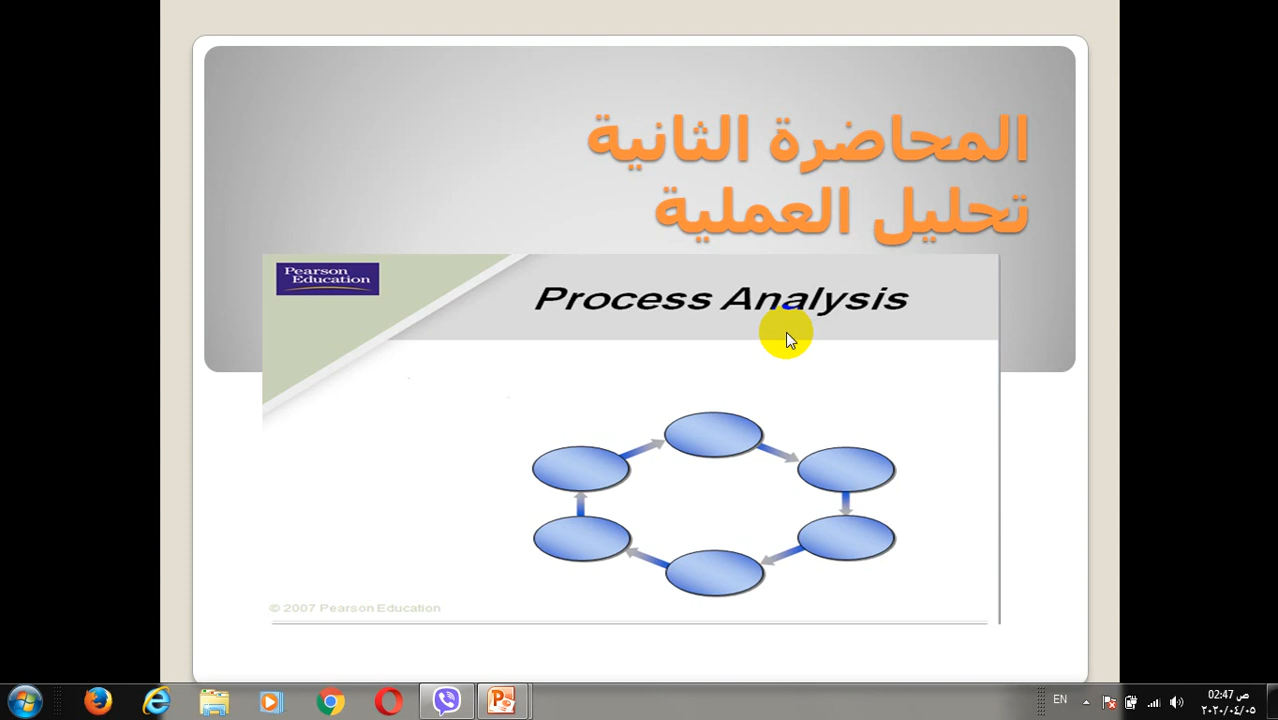 المحاضرة الثانية
تحليل العملية
Pearson
Education
Process Analysis
© 2007 Pearson Education
EN
02:47 ص
٢٠٢٠/٠٤/٠٥